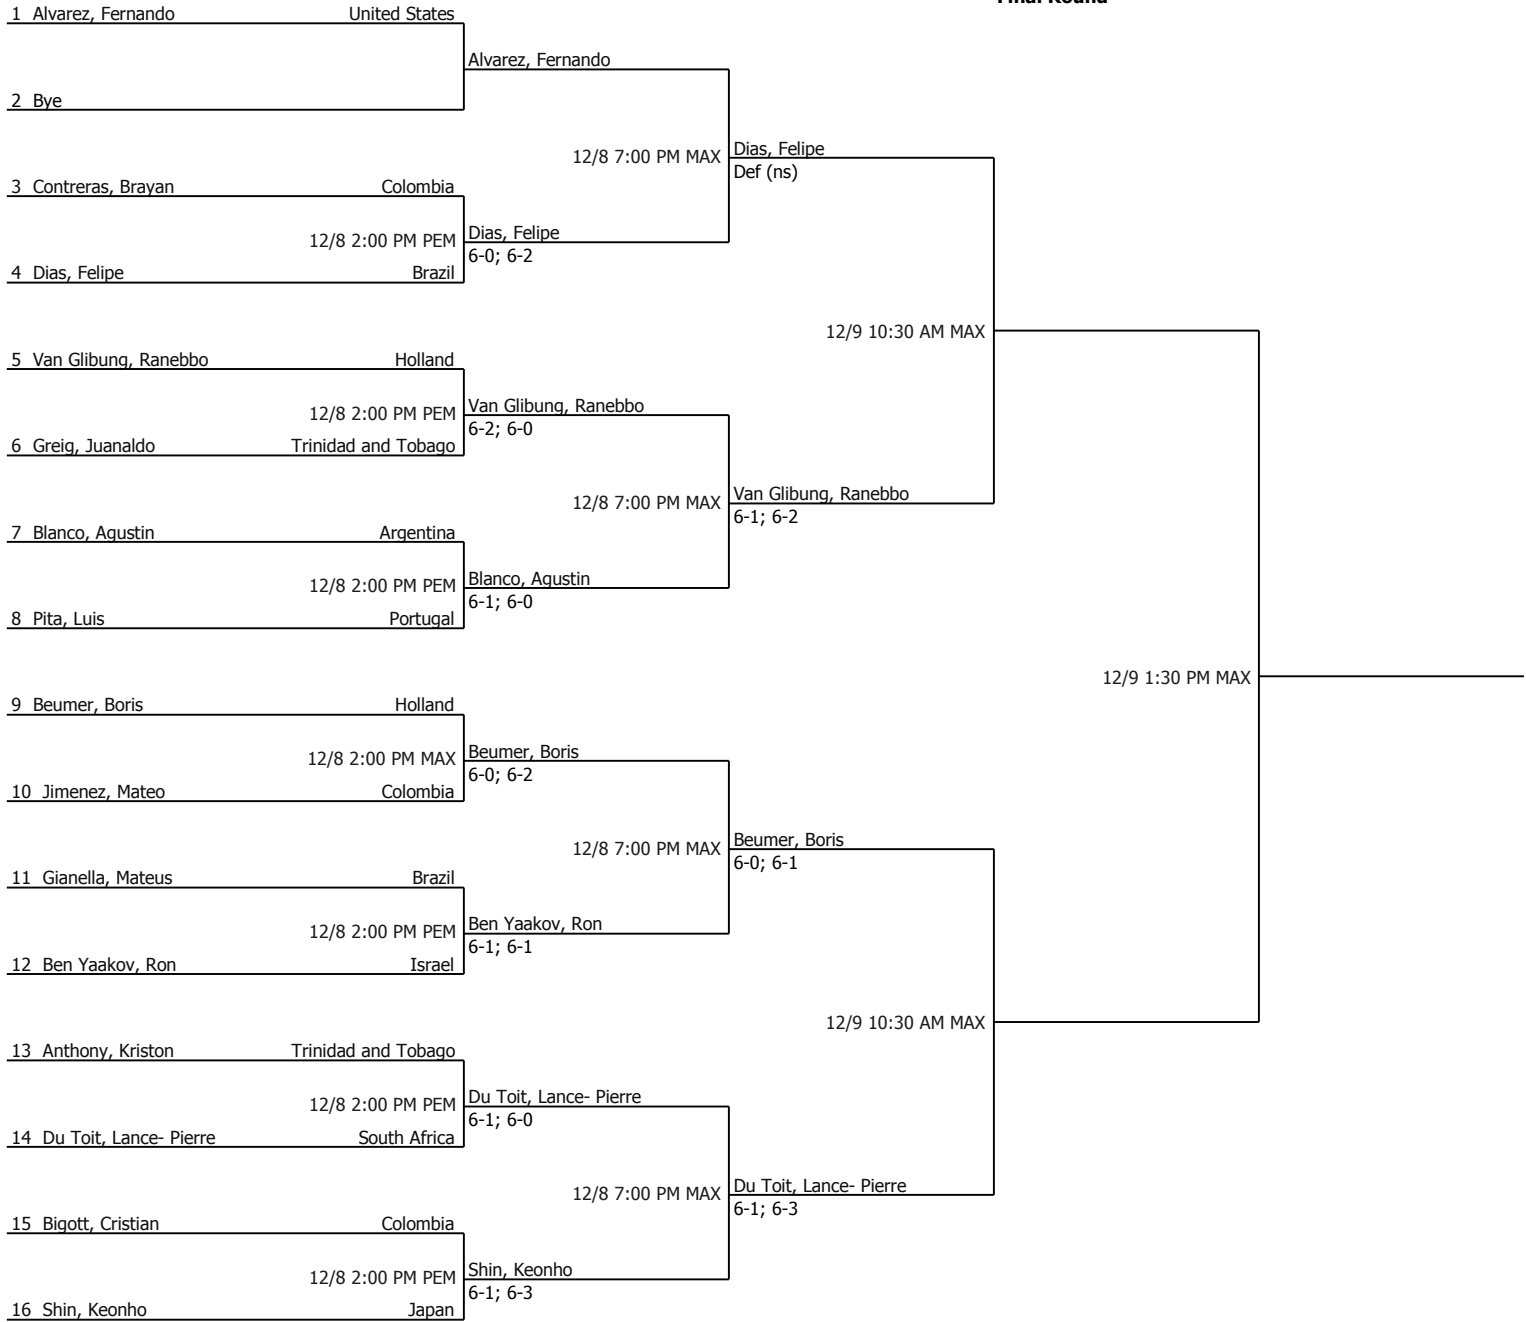 Final Round
1 Alvarez, Fernando United States
Alvarez, Fernando
2 Bye
12/8 7:00 PM MAX
Dias, Felipe
Def (ns)
3 Contreras, Brayan Colombia
12/8 2:00 PM PEM
Dias, Felipe
6-0; 6-2
4 Dias, Felipe Brazil
12/9 10:30 AM MAX
5 Van Glibung, Ranebbo Holland
12/8 2:00 PM PEM
Van Glibung, Ranebbo
6-2; 6-0
6 Greig, Juanaldo Trinidad and Tobago
12/8 7:00 PM MAX
Van Glibung, Ranebbo
6-1; 6-2
7 Blanco, Agustin Argentina
12/8 2:00 PM PEM
Blanco, Agustin
6-1; 6-0
8 Pita, Luis Portugal
12/9 1:30 PM MAX
9 Beumer, Boris Holland
12/8 2:00 PM MAX
Beumer, Boris
6-0; 6-2
10 Jimenez, Mateo Colombia
12/8 7:00 PM MAX
Beumer, Boris
6-0; 6-1
11 Gianella, Mateus Brazil
12/8 2:00 PM PEM
Ben Yaakov, Ron
6-1; 6-1
12 Ben Yaakov, Ron Israel
12/9 10:30 AM MAX
13 Anthony, Kriston Trinidad and Tobago
12/8 2:00 PM PEM
Du Toit, Lance- Pierre
6-1; 6-0
14 Du Toit, Lance- Pierre South Africa
12/8 7:00 PM MAX
Du Toit, Lance- Pierre
6-1; 6-3
15 Bigott, Cristian Colombia
12/8 2:00 PM PEM
Shin, Keonho
6-1; 6-3
16 Shin, Keonho Japan